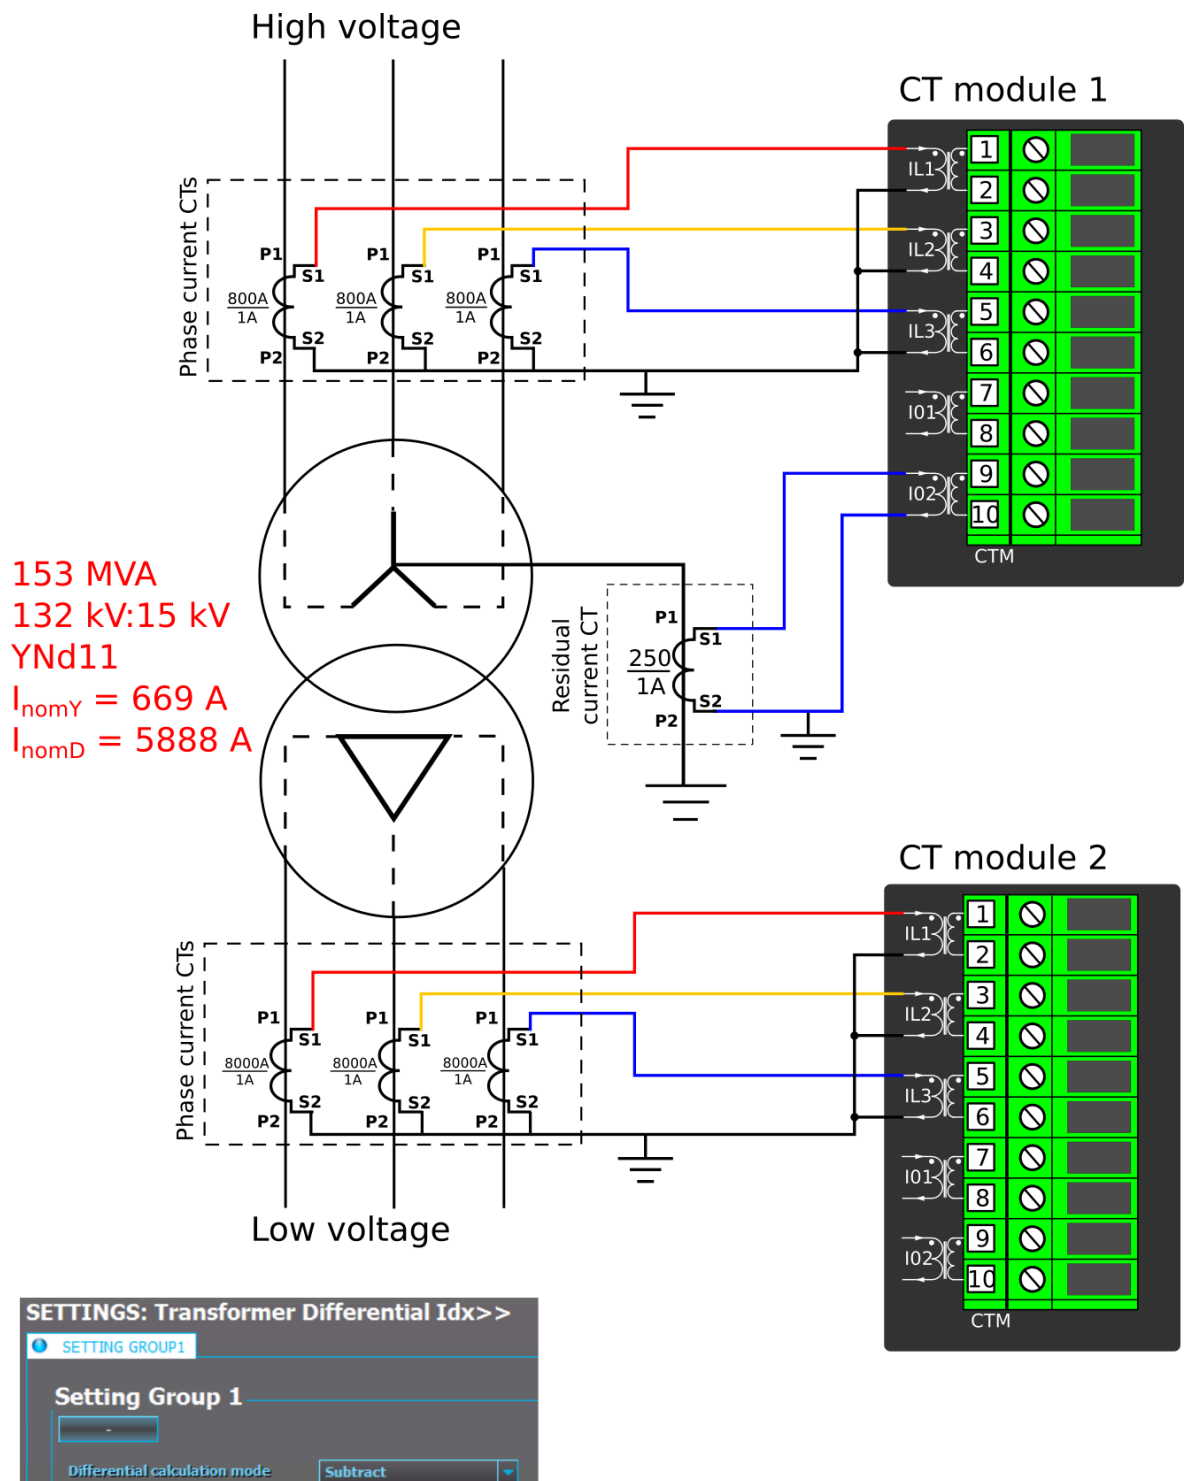 High voltage
CT module 1
Phase current CTs
P1 S1 P1 S1 P1 S1
800A
1A
800A
1A
800A
1A
P2 S2 P2 S2 P2 S2
IL1 1
2
IL2 3
4
IL3 5
6
I01 7
8
I02 9
10
CTM
153 MVA
132 kV:15 kV
YNd11
InomY = 669 A
InomD = 5888 A
Residual
current CT
P1
S1
250
1A
S2
P2
CT module 2
Phase current CTs
P1 S1 P1 S1 P1 S1
8000A
1A
8000A
1A
8000A
1A
P2 S2 P2 S2 P2 S2
IL1 1
2
IL2 3
4
IL3 5
6
I01 7
8
I02 9
10
CTM
Low voltage
SETTINGS: Transformer Differential Idx>>
SETTING GROUP1
Setting Group 1
-
Differential calculation mode Subtract